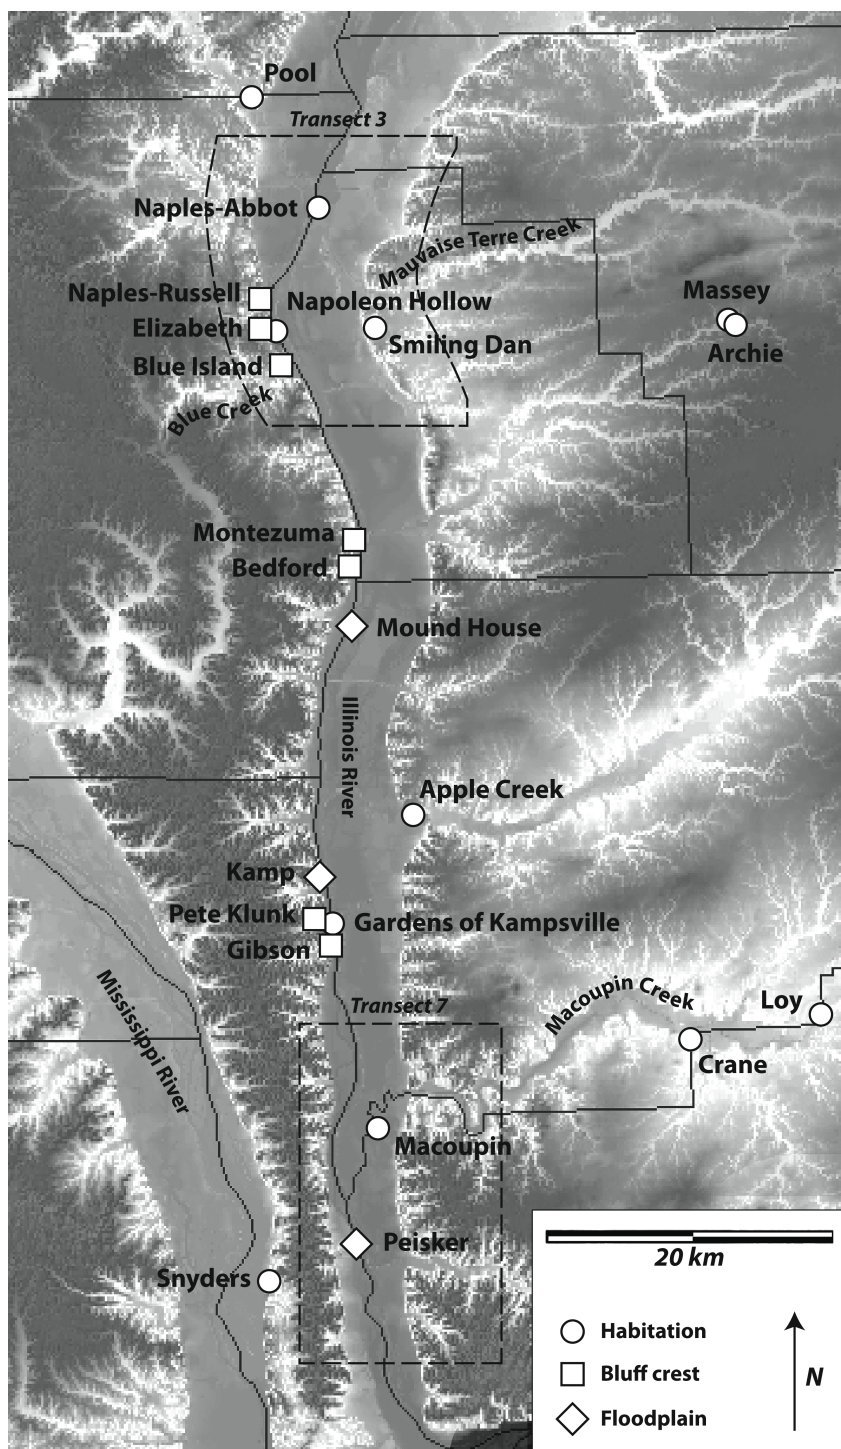 Pool
Transect 3
Naples-Abbot
Mauvaise Terre Creek
Naples-Russell
Napoleon Hollow
Massey
Elizabeth
Smiling Dan
Archie
Blue Island
Blue Creek
Montezuma
Bedford
Mound House
Illinois River
Apple Creek
Kamp
Pete Klunk
Gardens of Kampsville
Gibson
Mississippi River
Transect 7
Macoupin Creek
Loy
Crane
Macoupin
Peisker
Snyders
20 km
Habitation
Bluff crest
Floodplain
N